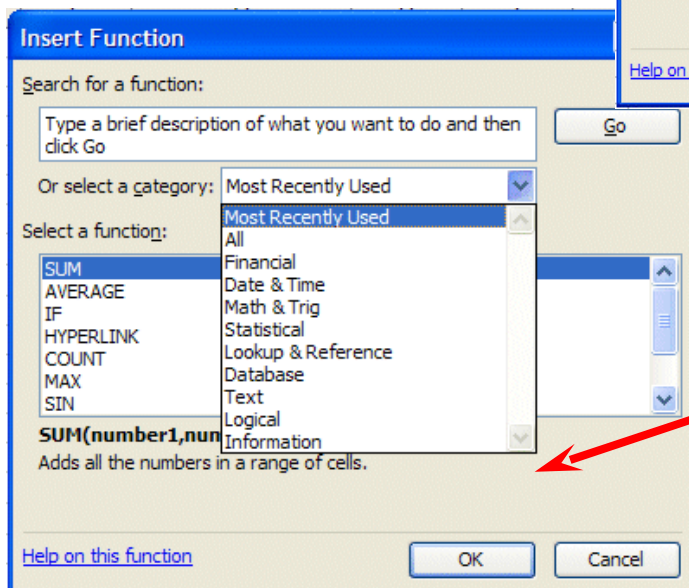 Insert Function
Help on
Search for a function:
Type a brief description of what you want to do and then
click Go
Go
Or select a category: Most Recently Used
Most Recently Used
All
Financial
Date & Time
Math & Trig
Statistical
Lookup & Reference
Database
Text
Logical
Information
Select a function:
SUM
AVERAGE
IF
HYPERLINK
COUNT
MAX
SIN
SUM(number1,num
Adds all the numbers in a range of cells.
Help on this function
OK
Cancel